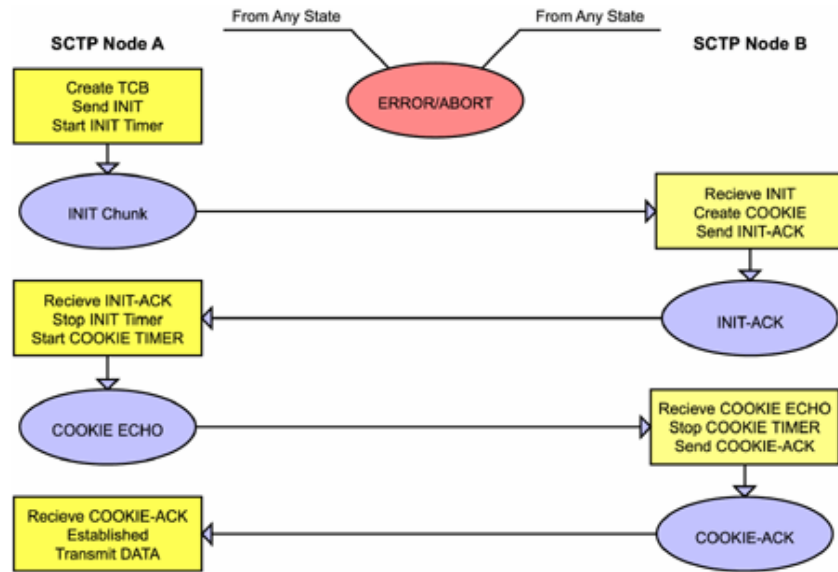 From Any State
From Any State
SCTP Node A
SCTP Node B
ERROR/ABORT
Create TCB
Send INIT
Start INIT Timer
INIT Chunk
Recieve INIT
Create COOKIE
Send INIT-ACK
Recieve INIT-ACK
Stop INIT Timer
Start COOKIE TIMER
INIT-ACK
COOKIE ECHO
Recieve COOKIE ECHO
Stop COOKIE TIMER
Send COOKIE-ACK
Recieve COOKIE-ACK
Established
Transmit DATA
COOKIE-ACK